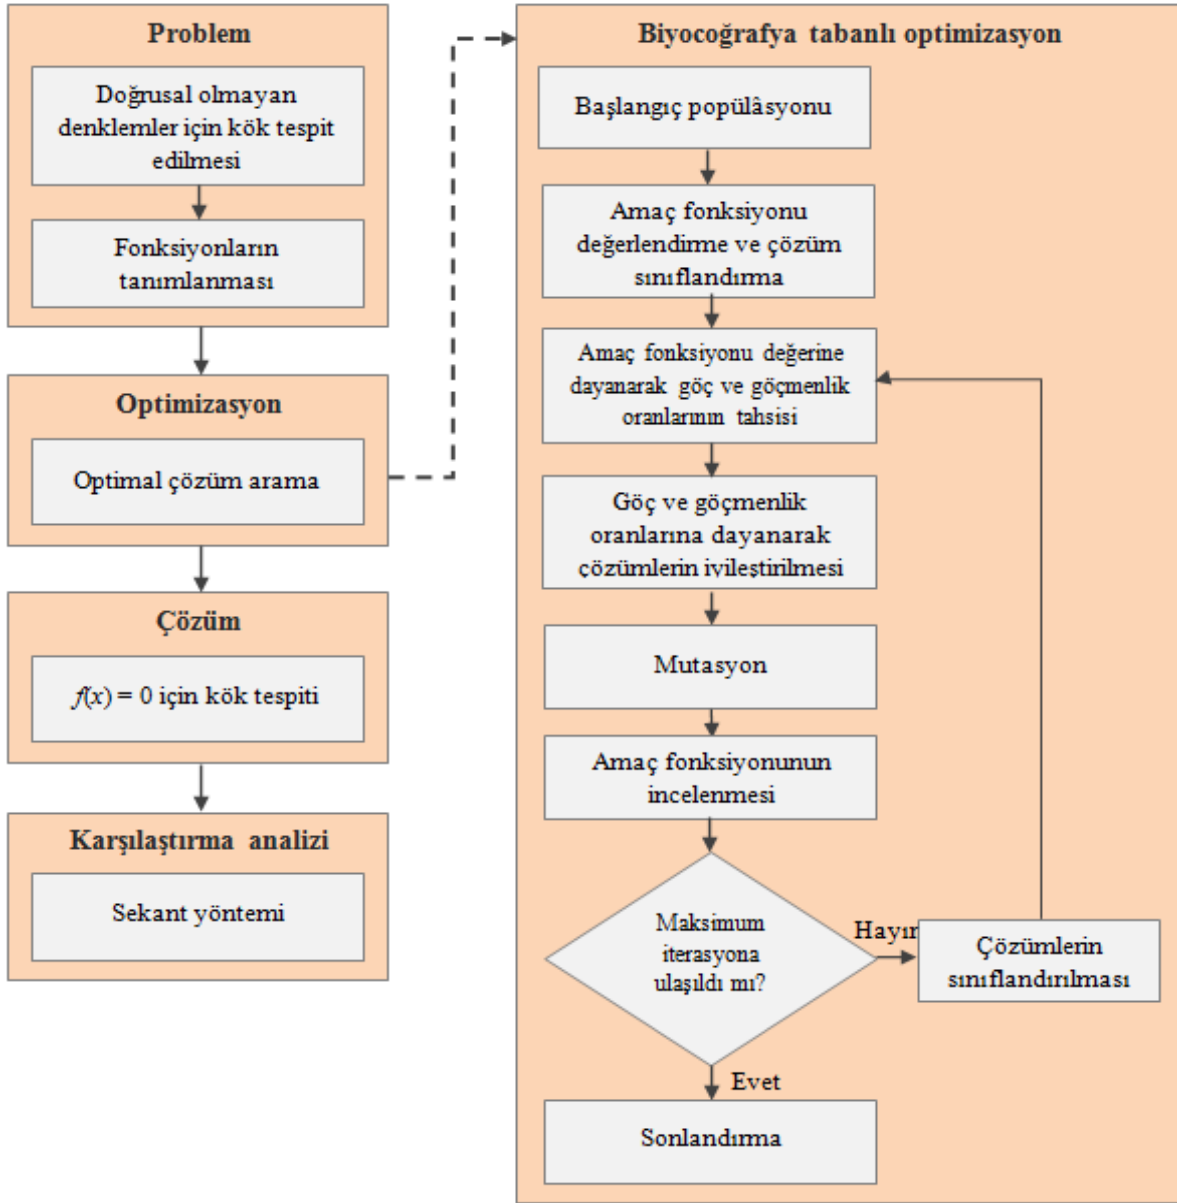 Problem
Doğrusal olmayan
denklemler için kök tespit
edilmesi
Fonksiyonların
tanımlanması
Optimizasyon
Optimal çözüm arama
Çözüm
f(x) = 0 için kök tespiti
Karşılaştırma analizi
Sekant yöntemi
Biyocoğrafya tabanlı optimizasyon
Başlangıç popülâsyonu
Amaç fonksiyonu
değerlendirme ve çözüm
sınıflandırma
Amaç fonksiyonu değerine
dayanarak göç ve göçmenlik
oranlarının tahsisi
Göç ve göçmenlik
oranlarına dayanarak
çözümlerin iyileştirilmesi
Mutasyon
Amaç fonksiyonunun
incelenmesi
Maksimum
iterasyona
ulaşıldı mı?
Hayır
Çözümlerin
sınıflandırılması
Evet
Sonlandırma